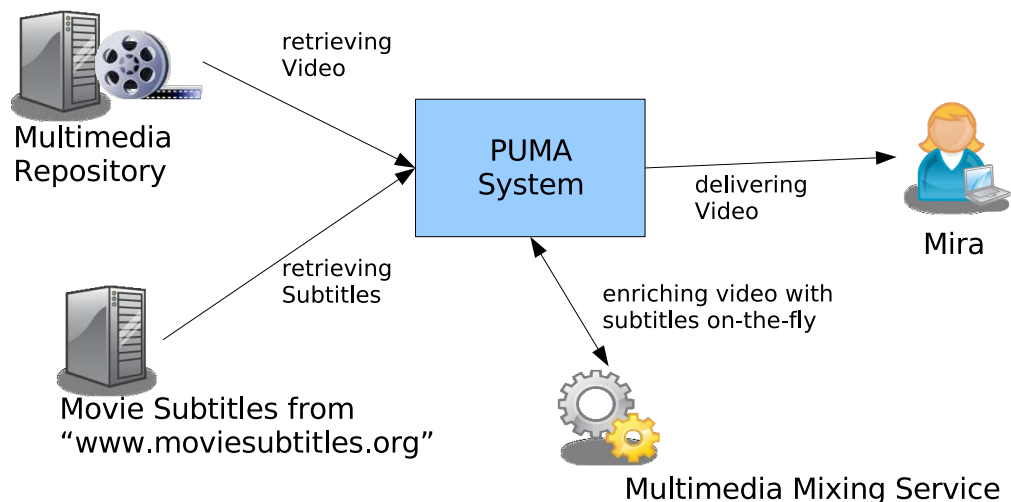 retrieving
Video
Multimedia
Repository
PUMA
System
delivering
Video
Mira
retrieving
Subtitles
enriching video with
subtitles on-the-fly
Movie Subtitles from
“www.moviesubtitles.org”
Multimedia Mixing Service